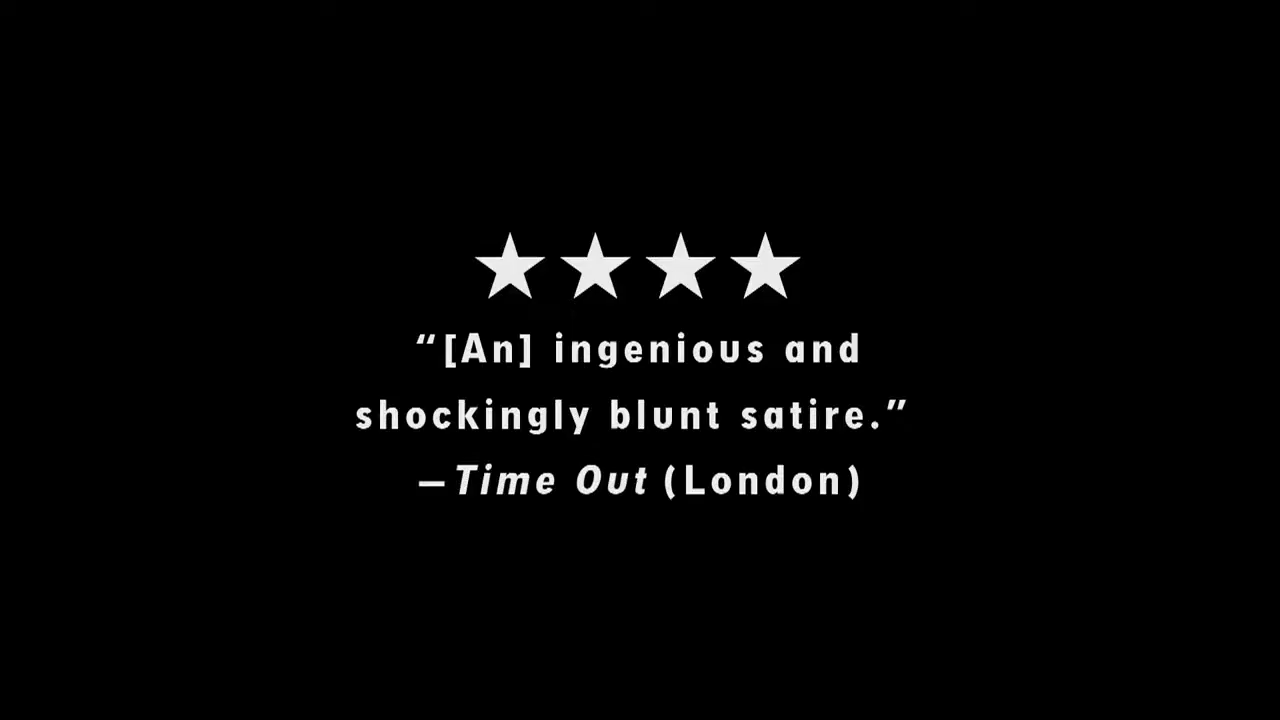 ★★★★
“[An] ingenious and
shockingly blunt satire.”
—Time Out (London)